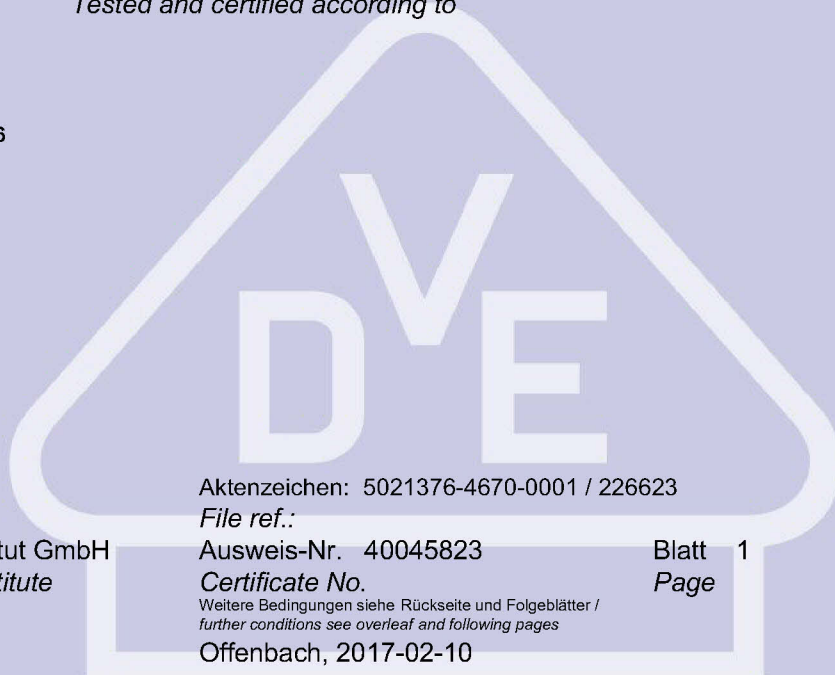 Tested and certified according to
6
VDE
Aktenzeichen: 5021376-4670-0001 / 226623
File ref.:
tut GmbH Ausweis-Nr. 40045823 Blatt 1
titute Certificate No. Page
Weitere Bedingungen siehe Rückseite und Folgeblätter /
further conditions see overleaf and following pages
Offenbach, 2017-02-10